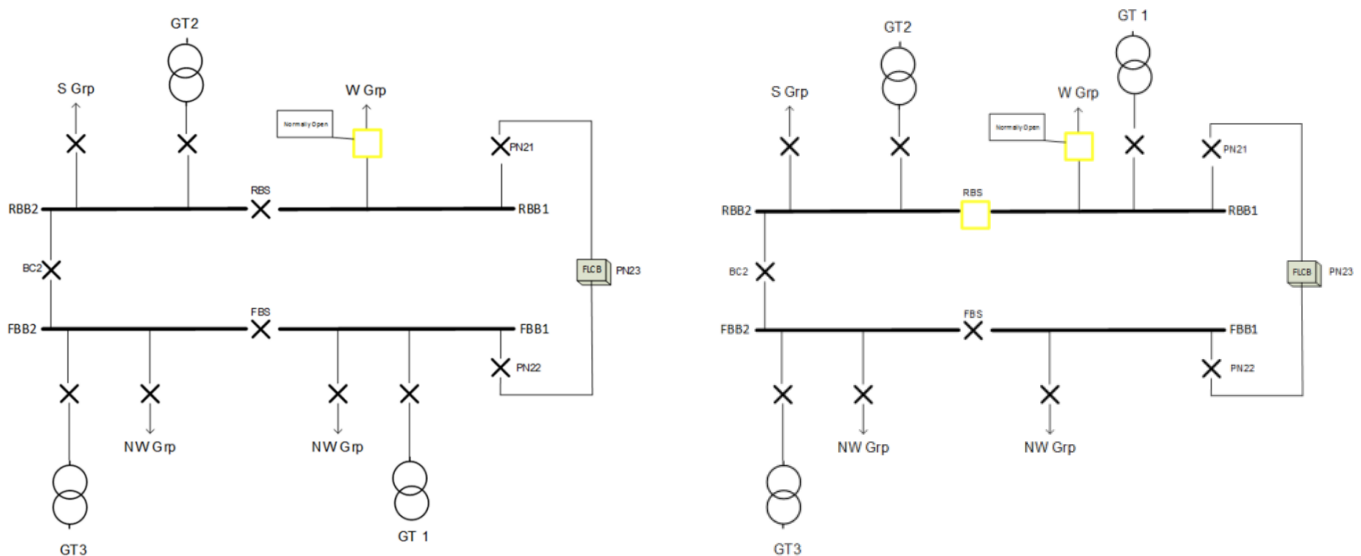 GT2
S Grp
W Grp
Normally Open
PN21
RBS
RBB2
RBB1
BC2
FLCB
PN23
FBS
FBB2
FBB1
PN22
NW Grp
NW Grp
GT3
GT 1
GT 1
GT2
S Grp
W Grp
Normally Open
PN21
RBS
RBB2
RBB1
BC2
FLCB
PN23
FBS
FBB2
FBB1
PN22
NW Grp
NW Grp
GT3